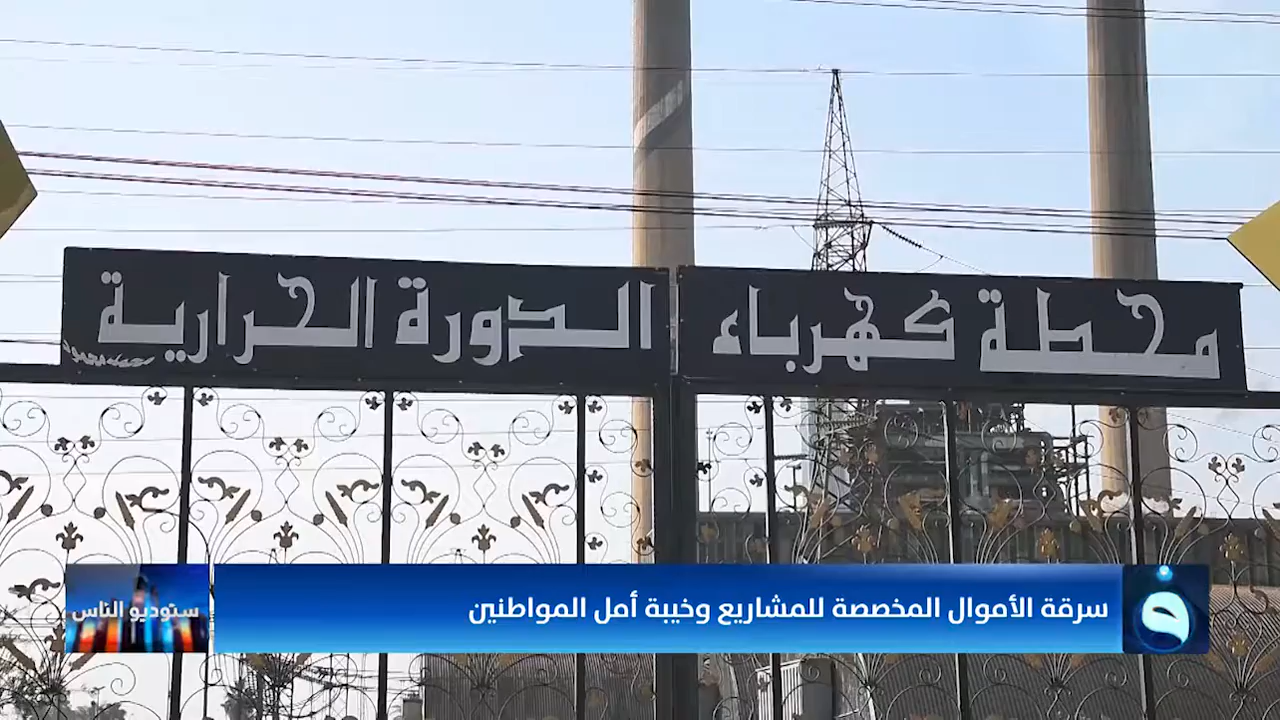 محطة كهرباء الدورة الحرارية
سرقة الأموال المخصصة للمشاريع وخيبة أمل المواطنين
ستوديو الناس